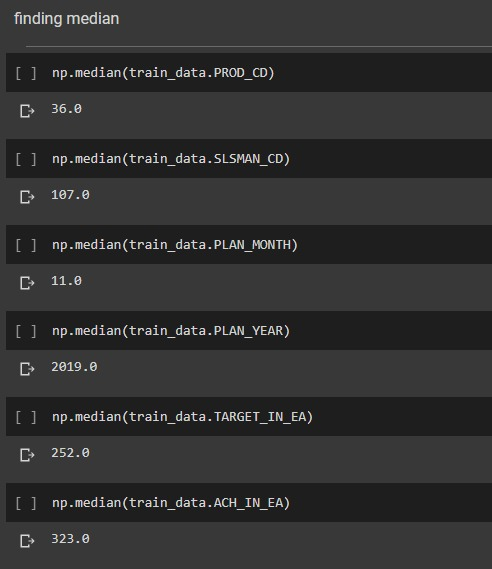 finding median
[ ] np.median(train_data.PROD_CD)
36.0
[ ] np.median(train_data.SLSMAN_CD)
107.0
[ ] np.median(train_data.PLAN_MONTH)
11.0
[ ] np.median(train_data.PLAN_YEAR)
2019.0
[ ] np.median(train_data.TARGET_IN_EA)
252.0
[ ] np.median(train_data.ACH_IN_EA)
323.0